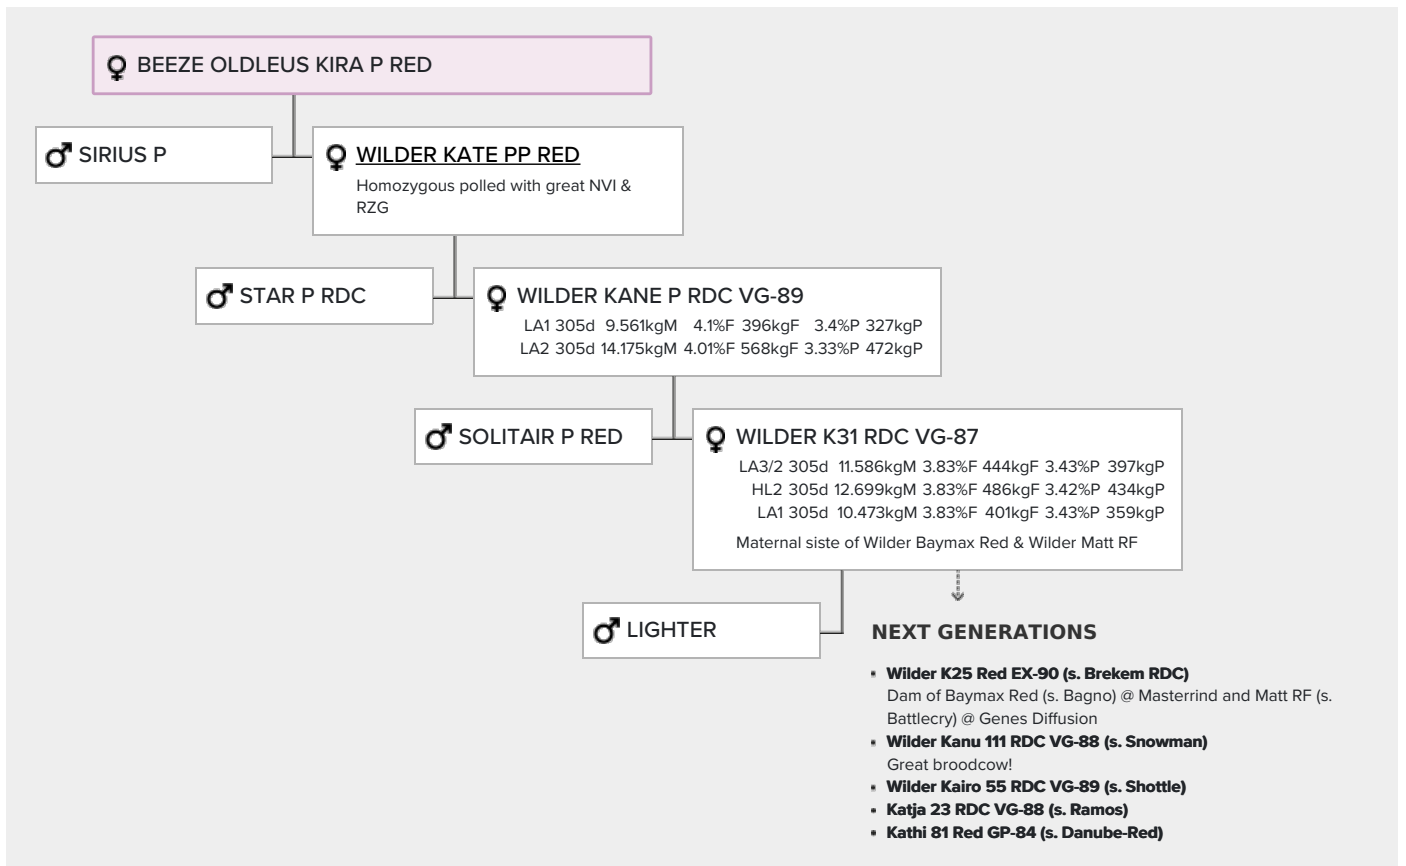 BEEZE OLDLEUS KIRA P RED
SIRIUS P
WILDER KATE PP RED
Homozygous polled with great NVI &
RZG
STAR P RDC
WILDER KANE P RDC VG-89
LA1 305d 9.561kgM 4.1%F 396kgF 3.4%P 327kgP
LA2 305d 14.175kgM 4.01%F 568kgF 3.33%P 472kgP
SOLITAIR P RED
WILDER K31 RDC VG-87
LA3/2 305d 11.586kgM 3.83%F 444kgF 3.43%P 397kgP
HL2 305d 12.699kgM 3.83%F 486kgF 3.42%P 434kgP
LA1 305d 10.473kgM 3.83%F 401kgF 3.43%P 359kgP
Maternal siste of Wilder Baymax Red & Wilder Matt RF
LIGHTER
NEXT GENERATIONS
Wilder K25 Red EX-90 (s. Brekem RDC)
Dam of Baymax Red (s. Bagno) @ Masterrind and Matt RF (s.
Battlecry) @ Genes Diffusion
Wilder Kanu 111 RDC VG-88 (s. Snowman)
Great broodcow!
Wilder Kairo 55 RDC VG-89 (s. Shottle)
Katja 23 RDC VG-88 (s. Ramos)
Kathi 81 Red GP-84 (s. Danube-Red)